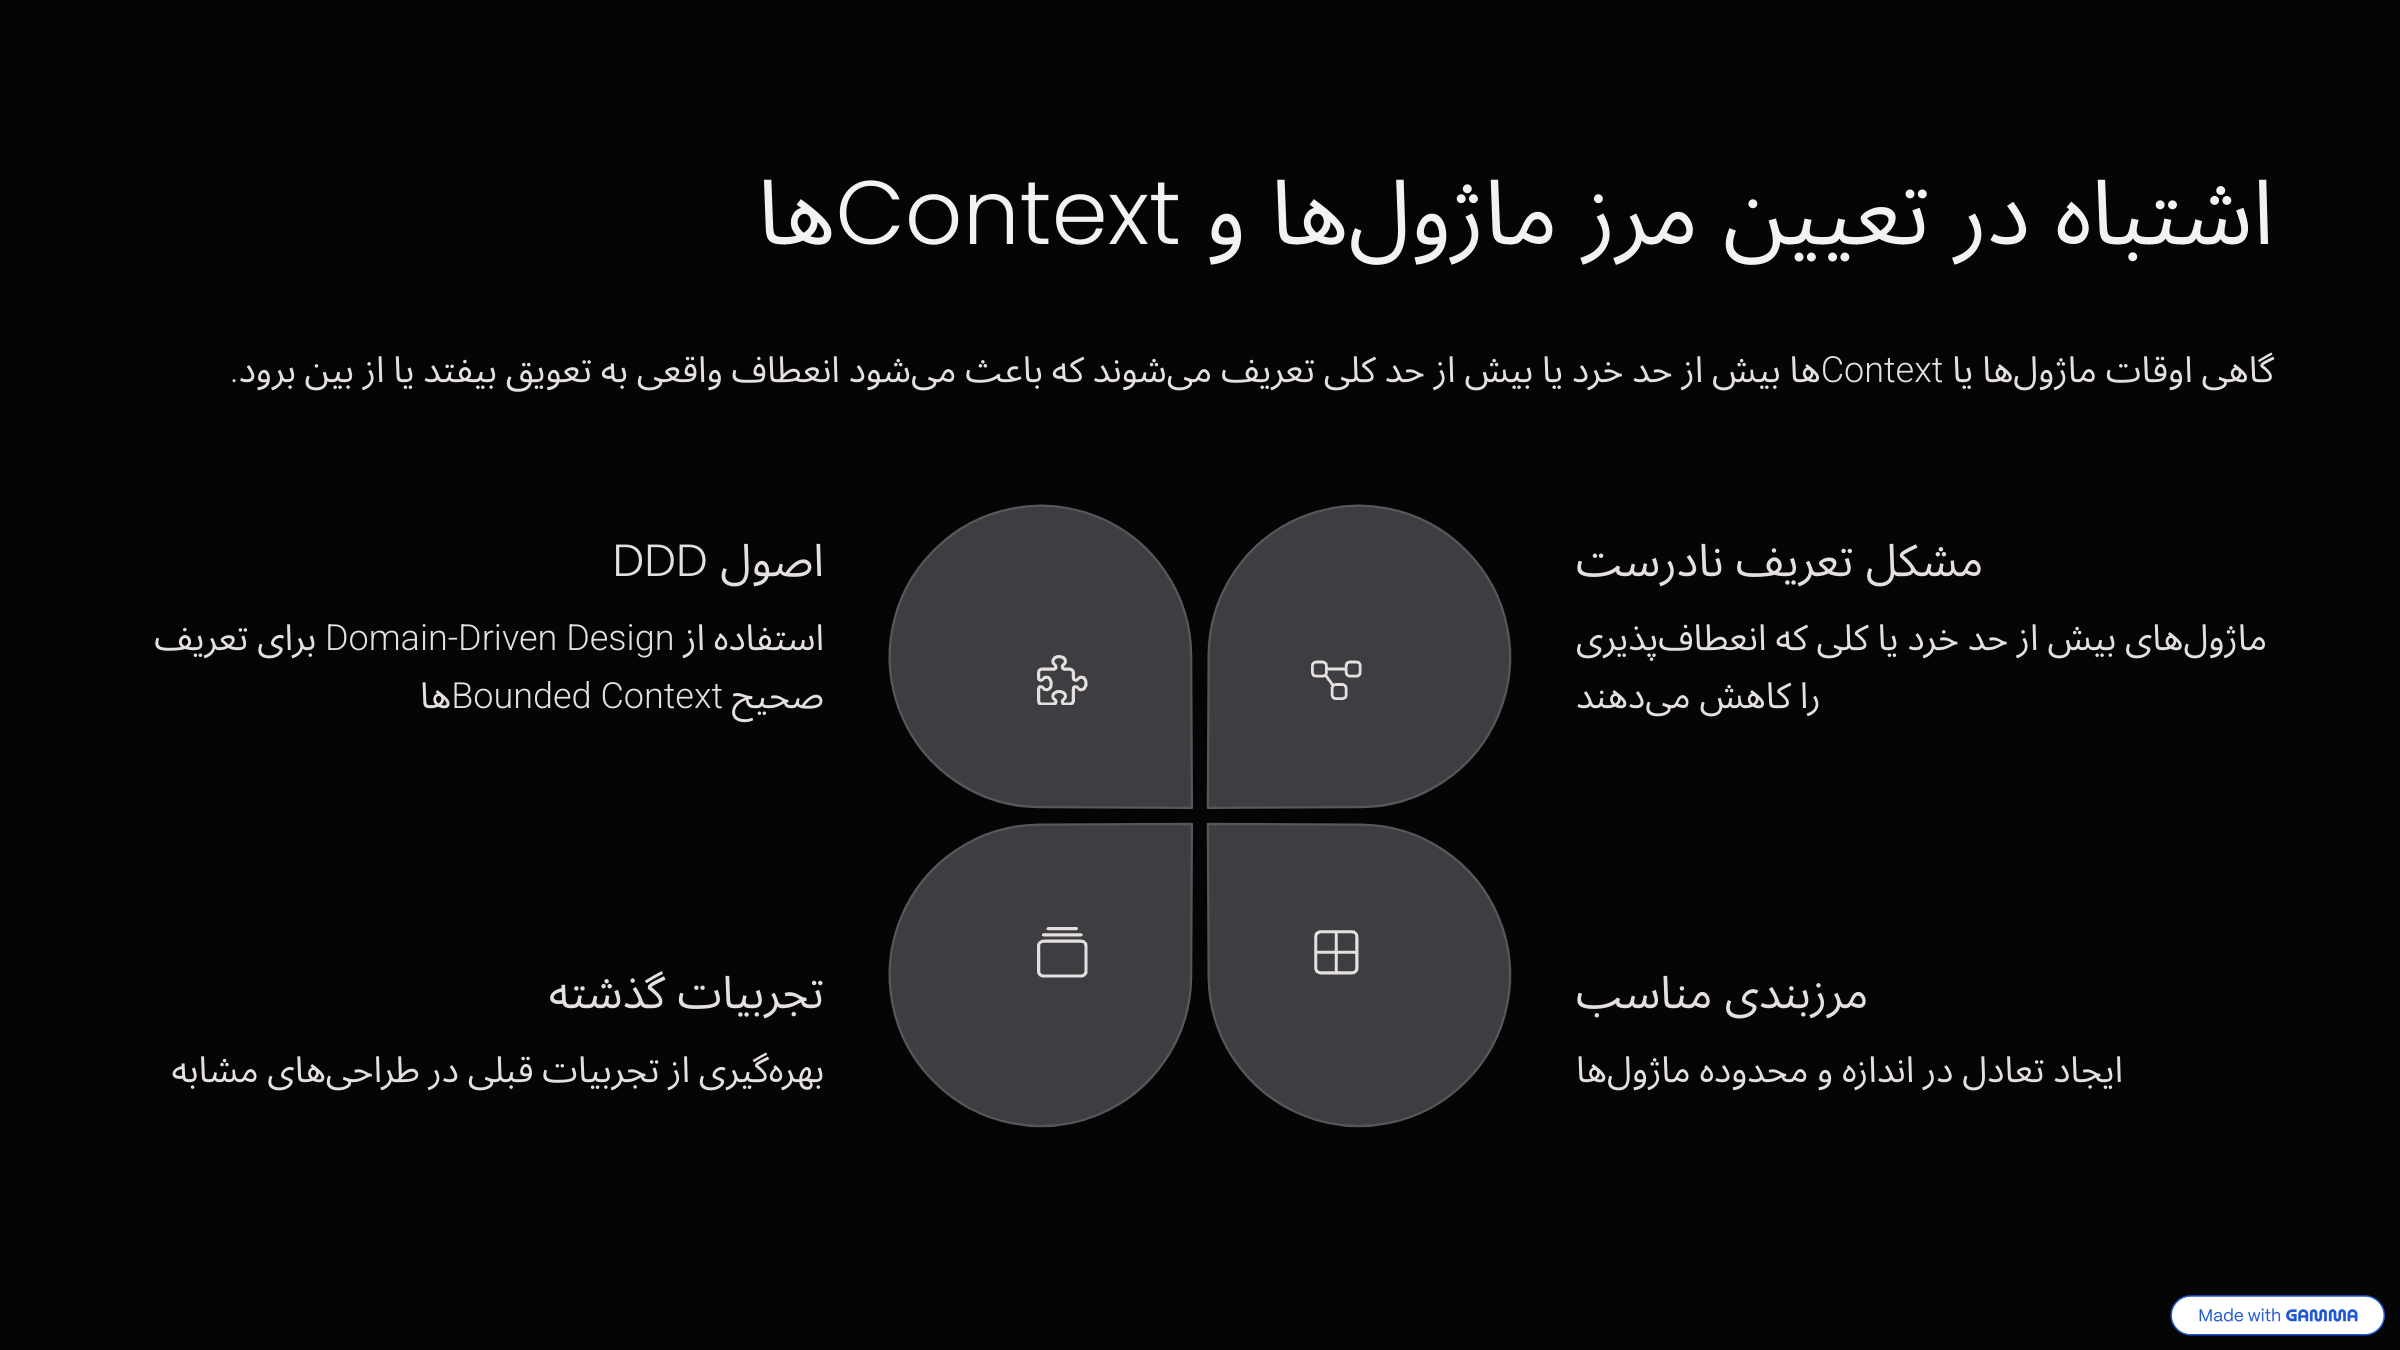 اشتباه در تعیین مرز ماژول‌ها و Contextها
گاهی اوقات ماژول‌ها یا Contextها بیش از حد خرد یا بیش از حد کلی تعریف می‌شوند که باعث می‌شود انعطاف واقعی به تعویق بیفتد یا از بین برود.
مشکل تعریف نادرست
ماژول‌های بیش از حد خرد یا کلی که انعطاف‌پذیری
را کاهش می‌دهند
اصول DDD
استفاده از Domain-Driven Design برای تعریف
صحیح Bounded Contextها
مرزبندی مناسب
ایجاد تعادل در اندازه و محدوده ماژول‌ها
تجربیات گذشته
بهره‌گیری از تجربیات قبلی در طراحی‌های مشابه
Made with GAMMA